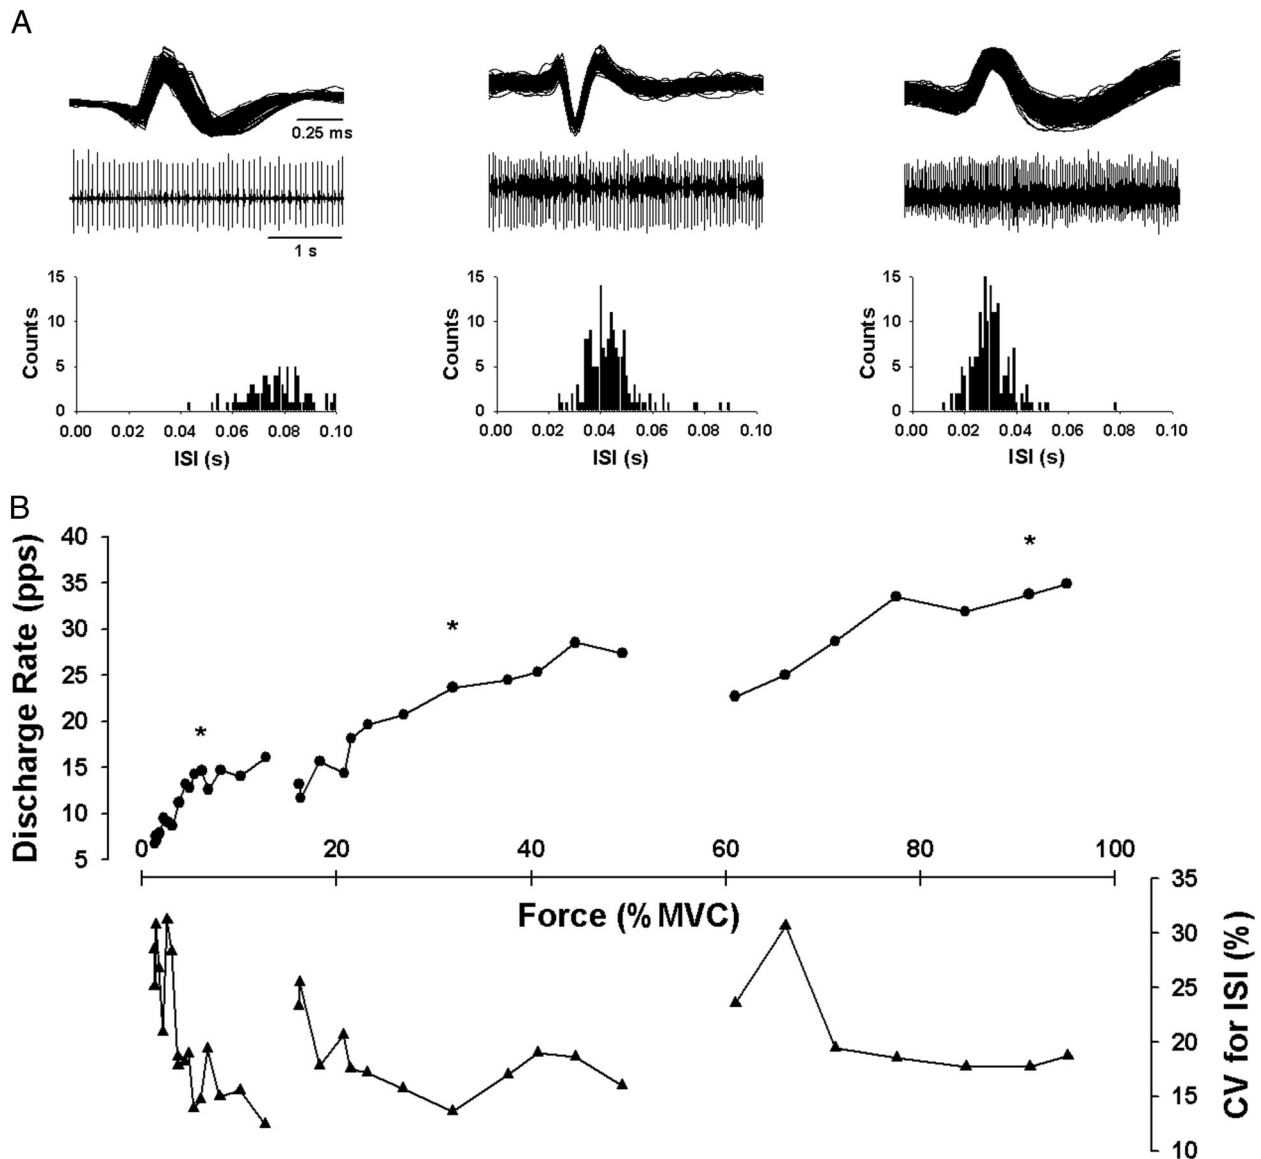 A
0.25 ms
1 s
15 15 15
10 10 10
5 5 5
0 0 0
Counts Counts Counts
0.00 0.02 0.04 0.06 0.08 0.10 0.00 0.02 0.04 0.06 0.08 0.10 0.00 0.02 0.04 0.06 0.08 0.10
ISI (s) ISI (s) ISI (s)
B
Discharge Rate (pps)
40
35
30
25
20
15
10
5
* * *
0 20 40 60 80 100
Force (% MVC)
35
30
25
20
15
10
CV for ISI (%)